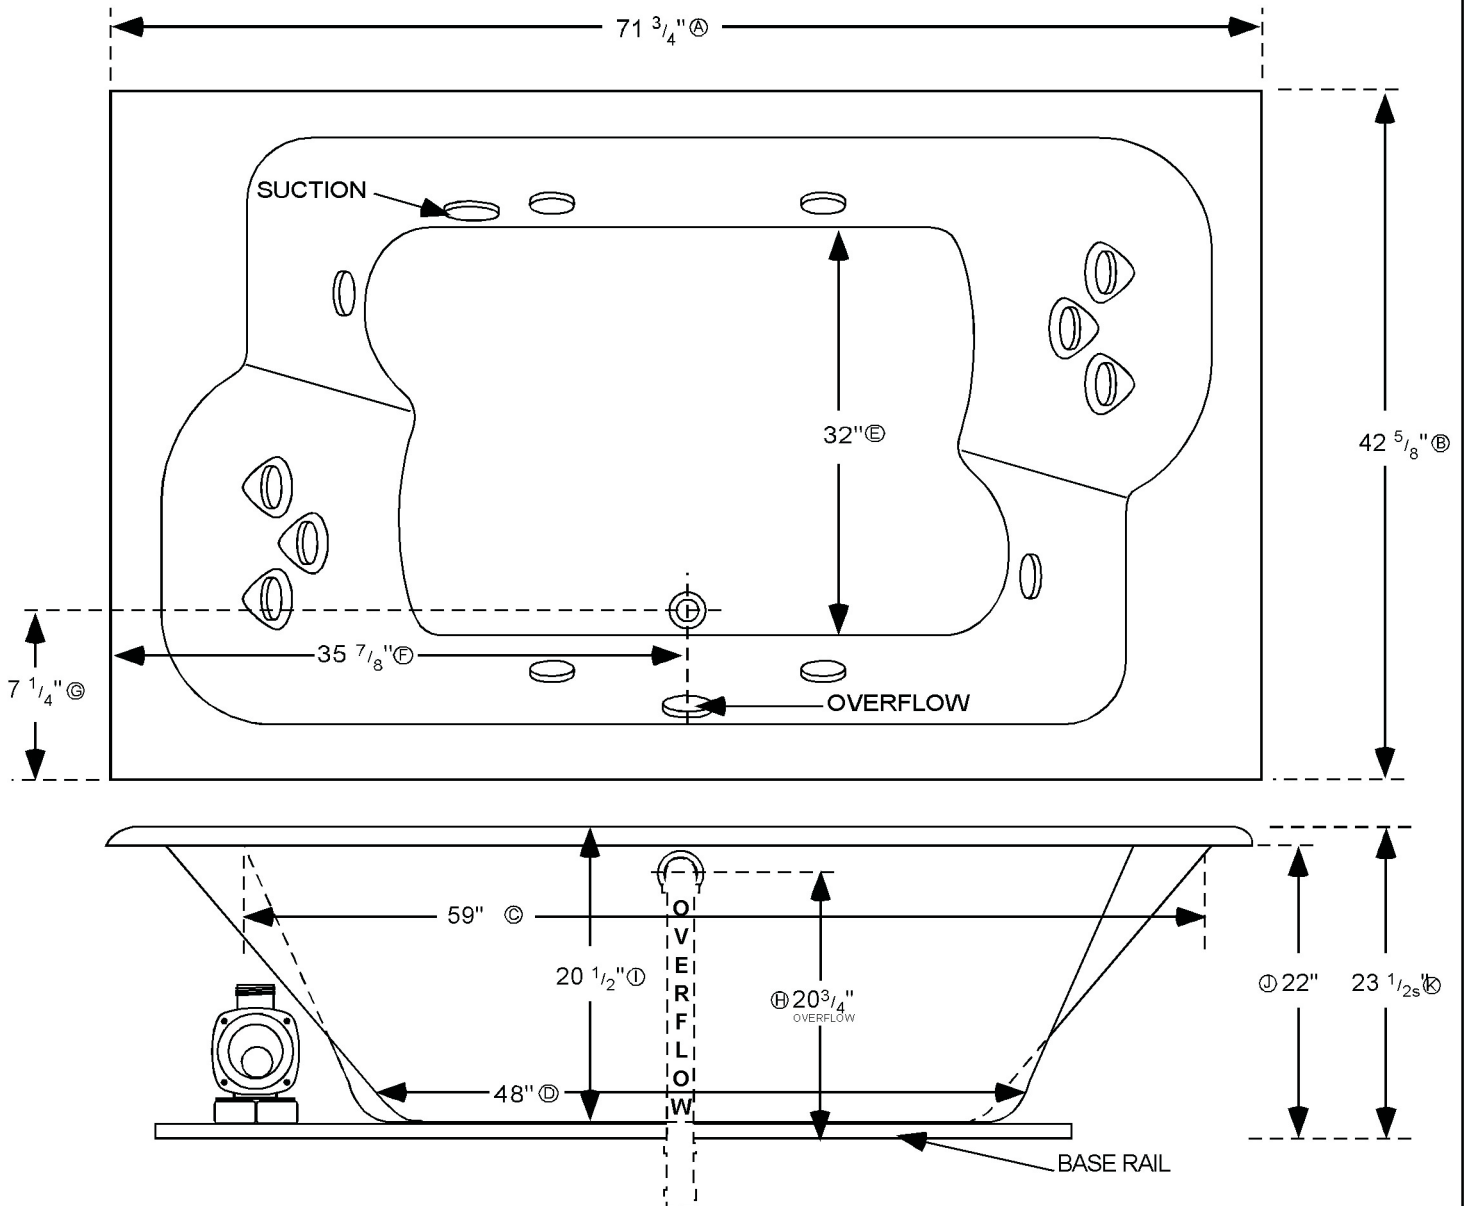 71 3/4" Ⓐ
SUCTION
32" Ⓔ
42 5/8" Ⓑ
35 7/8" Ⓕ
7 1/4" Ⓖ
OVERFLOW
59" Ⓒ
OVERFLOW
20 1/2" Ⓘ
Ⓗ 20 3/4"
OVERFLOW
Ⓙ 22"
23 1/2s" Ⓚ
48" Ⓓ
BASE RAIL